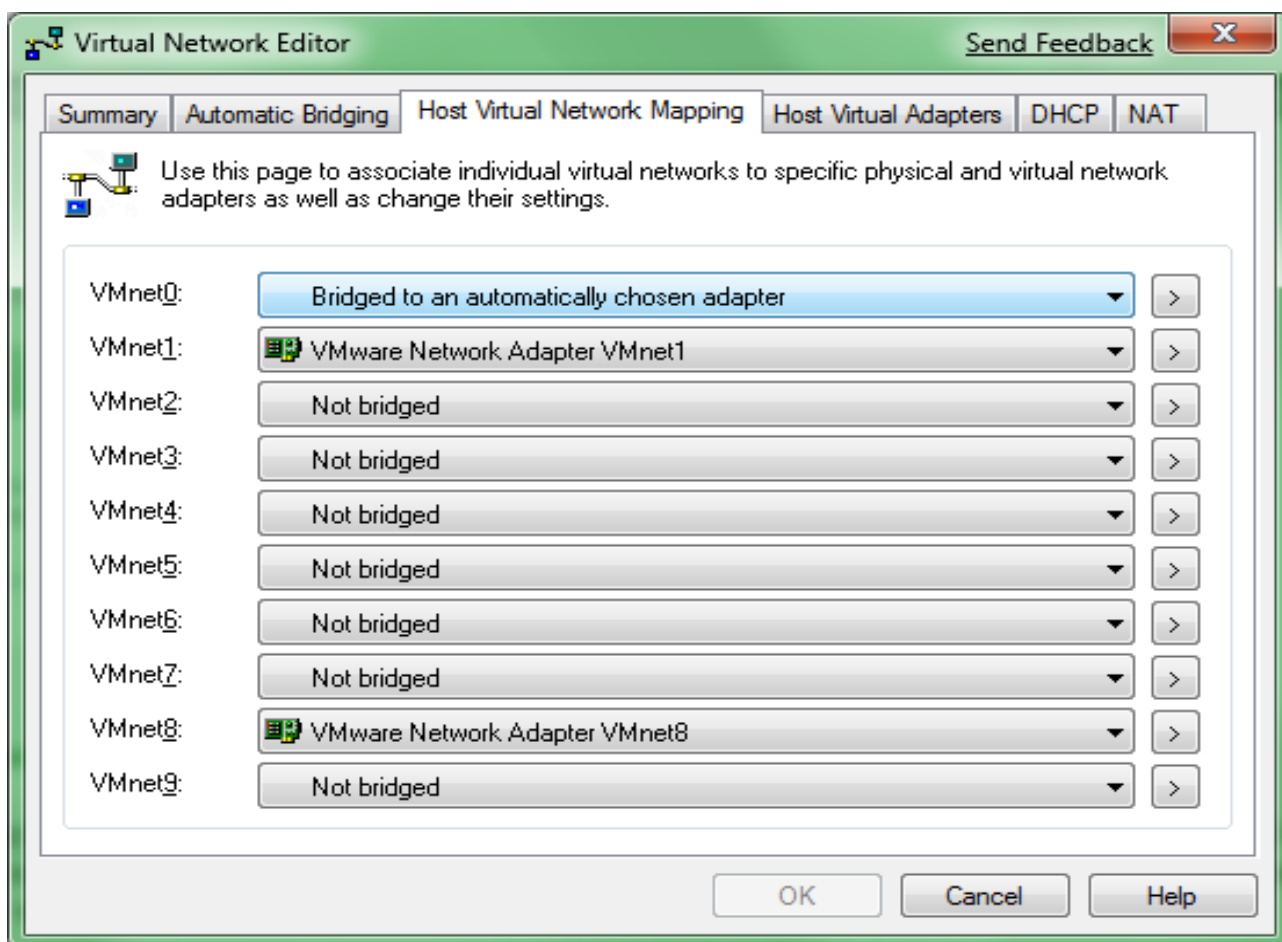 Virtual Network Editor
Send Feedback
x
Summary
Automatic Bridging
Host Virtual Network Mapping
Host Virtual Adapters
DHCP
NAT
Use this page to associate individual virtual networks to specific physical and virtual network
adapters as well as change their settings.
VMnet0: Bridged to an automatically chosen adapter >
VMnet1: VMware Network Adapter VMnet1 >
VMnet2: Not bridged >
VMnet3: Not bridged >
VMnet4: Not bridged >
VMnet5: Not bridged >
VMnet6: Not bridged >
VMnet7: Not bridged >
VMnet8: VMware Network Adapter VMnet8 >
VMnet9: Not bridged >
OK
Cancel
Help